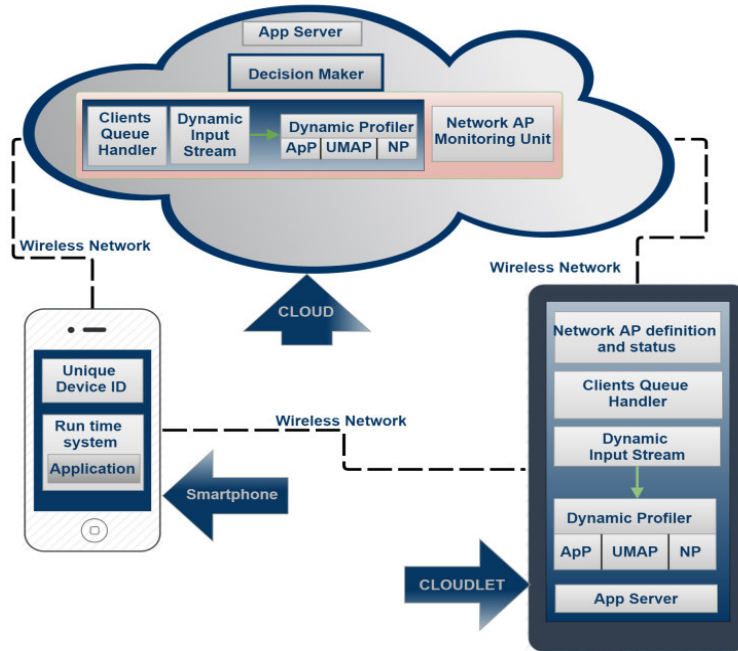 App Server
Decision Maker
Clients
Queue
Handler
Dynamic
Input
Stream
Dynamic Profiler
ApP UMAP NP
Network AP
Monitoring Unit
Wireless Network
Wireless Network
CLOUD
Unique
Device ID
Run time
system
Application
Wireless Network
Smartphone
Network AP definition
and status
Clients Queue
Handler
Dynamic
Input Stream
Dynamic Profiler
ApP UMAP NP
App Server
CLOUDLET